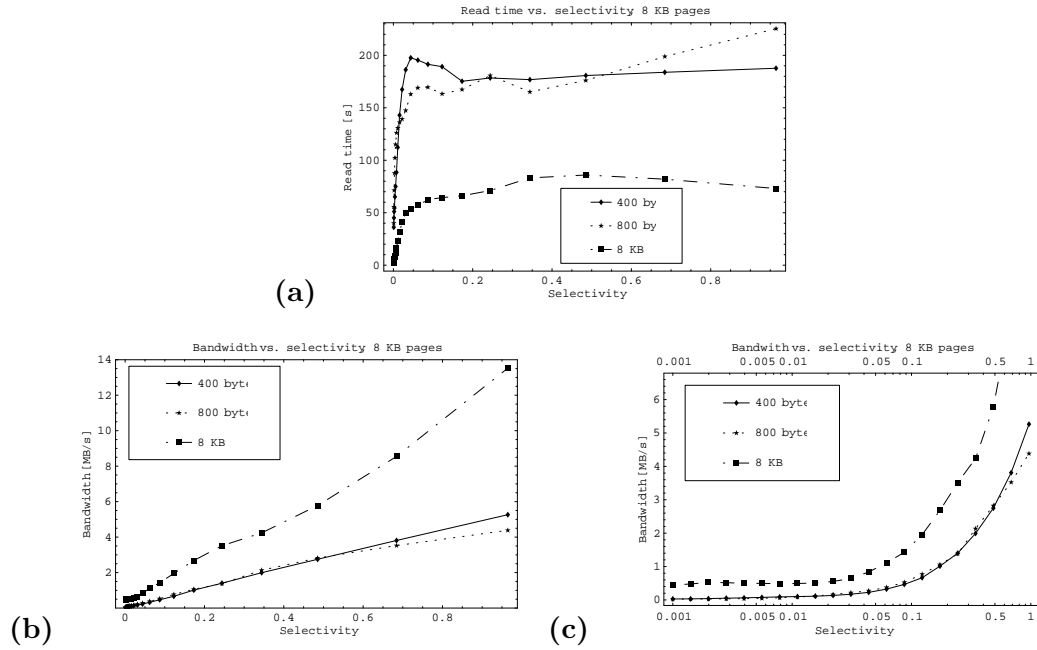 Read time vs. selectivity, 8 KB pages
200
150
100
50
0
Read time [s]
400 by
800 by
8 KB
0 0.2 0.4 0.6 0.8
Selectivity
(a)
Bandwidth vs. selectivity, 8 KB pages
14
12
10
8
6
4
2
Bandwidth [MB/s]
400 byte
800 byte
8 KB
0 0.2 0.4 0.6 0.8
Selectivity
(b)
Bandwith vs. selectivity, 8 KB pages
0.001 0.005 0.01 0.05 0.1 0.5 1
6
5
4
3
2
1
0
Bandwidth [MB/s]
400 byte
800 byte
8 KB
0.001 0.005 0.01 0.05 0.1 0.5 1
Selectivity
(c)